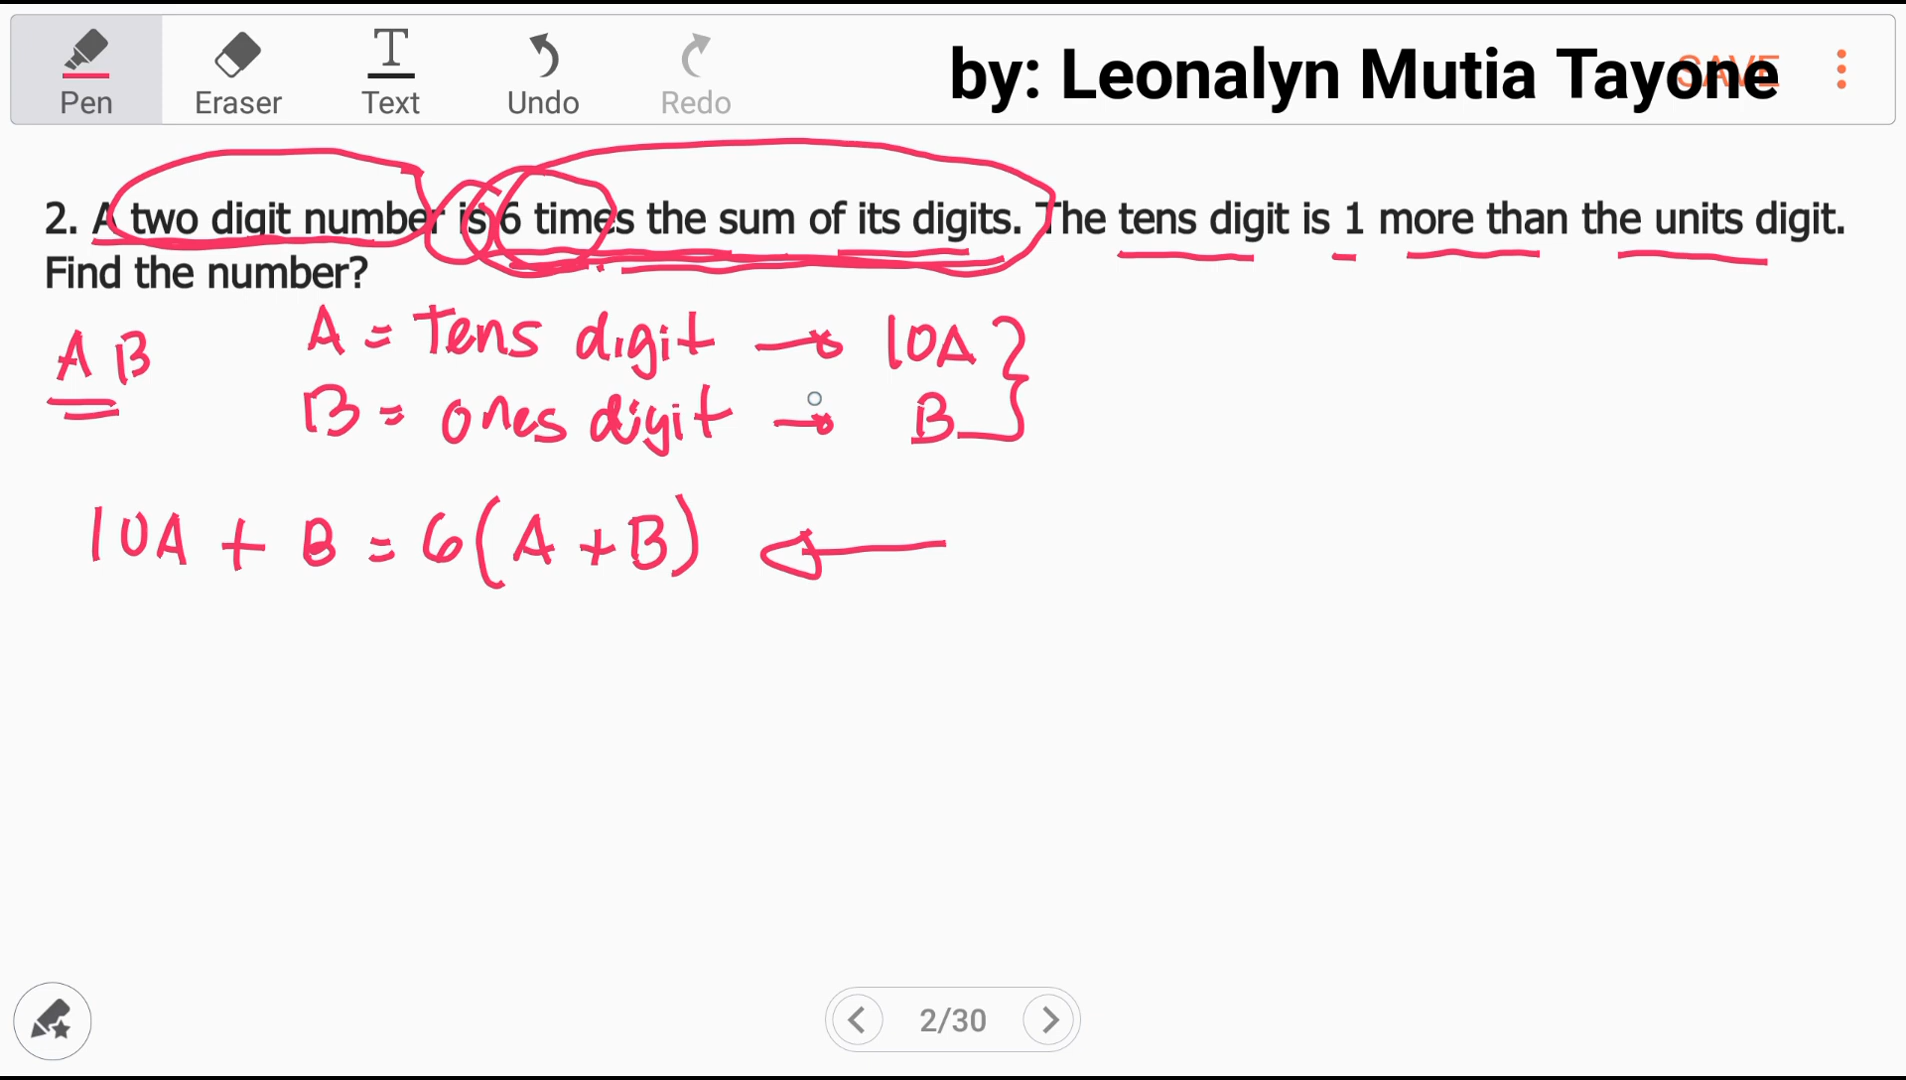 Pen Eraser Text Undo Redo by: Leonalyn Mutia Tayone SAVE
2. A two digit number is 6 times the sum of its digits. The tens digit is 1 more than the units digit.
Find the number?
AB A = Tens digit → 10A
B = ones digit → B
10A + B = 6(A + B) ←
2/30